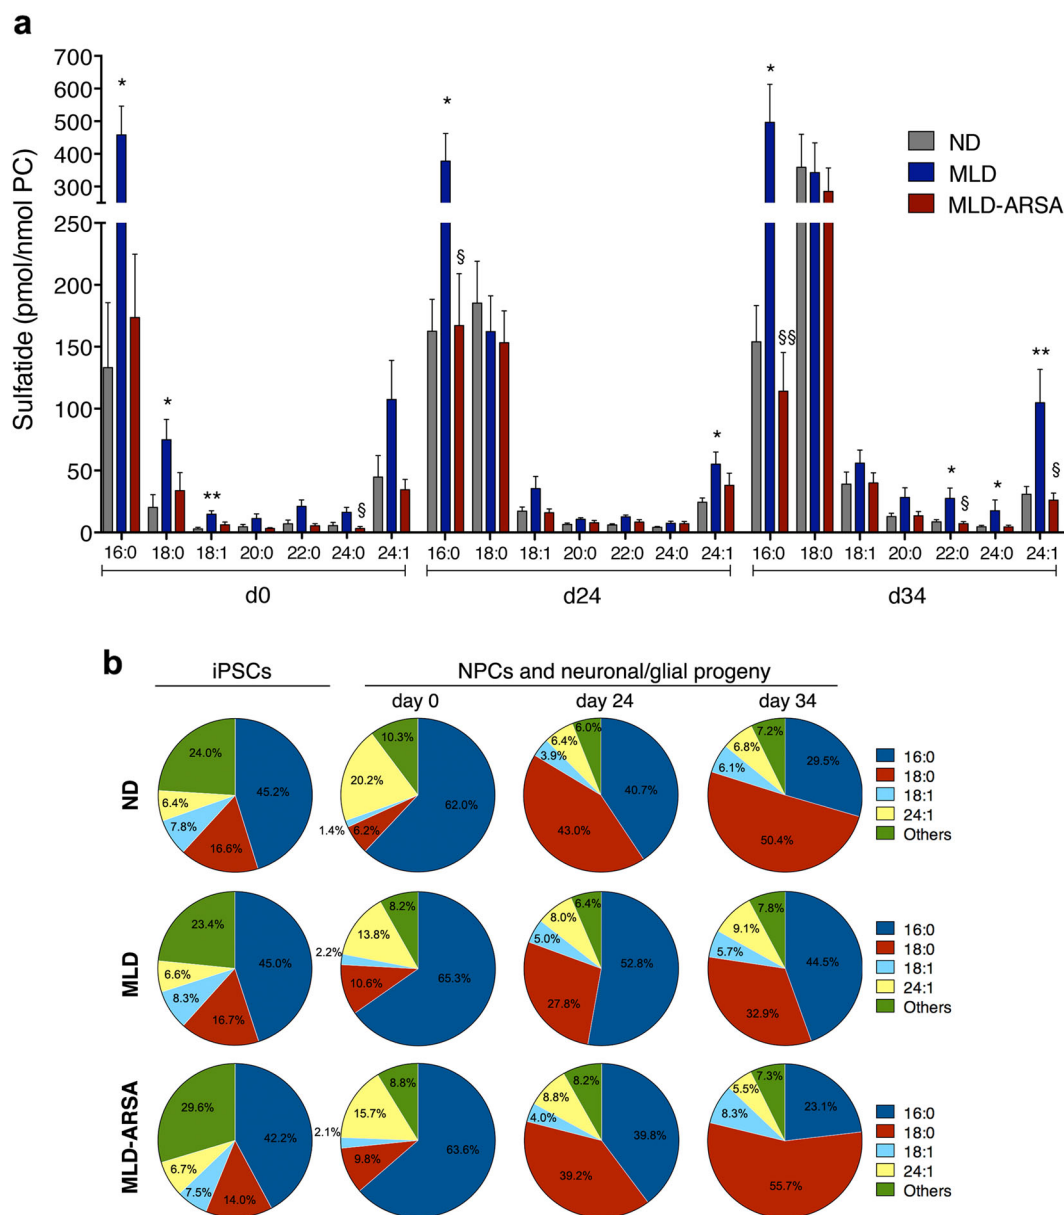 a
700
600
500
400
300
250
200
150
100
50
0
Sulfatide (pmol/nmol PC)
ND
MLD
MLD-ARSA
* * ** § * § * * §§ * § * ** §
16:0 18:0 18:1 20:0 22:0 24:0 24:1 16:0 18:0 18:1 20:0 22:0 24:0 24:1 16:0 18:0 18:1 20:0 22:0 24:0 24:1
d0 d24 d34
b
iPSCs NPCs and neuronal/glial progeny
day 0 day 24 day 34
ND
24.0% 45.2% 6.4% 7.8% 16.6%
10.3% 20.2% 62.0% 1.4% 6.2%
6.0% 6.4% 3.9% 40.7% 43.0%
7.2% 6.8% 6.1% 29.5% 50.4%
16:0
18:0
18:1
24:1
Others
MLD
23.4% 45.0% 6.6% 8.3% 16.7%
8.2% 13.8% 2.2% 65.3% 10.6%
6.4% 8.0% 5.0% 52.8% 27.8%
7.8% 9.1% 5.7% 44.5% 32.9%
16:0
18:0
18:1
24:1
Others
MLD-ARSA
29.6% 42.2% 6.7% 7.5% 14.0%
8.8% 15.7% 2.1% 63.6% 9.8%
8.2% 8.8% 4.0% 39.8% 39.2%
7.3% 5.5% 8.3% 23.1% 55.7%
16:0
18:0
18:1
24:1
Others